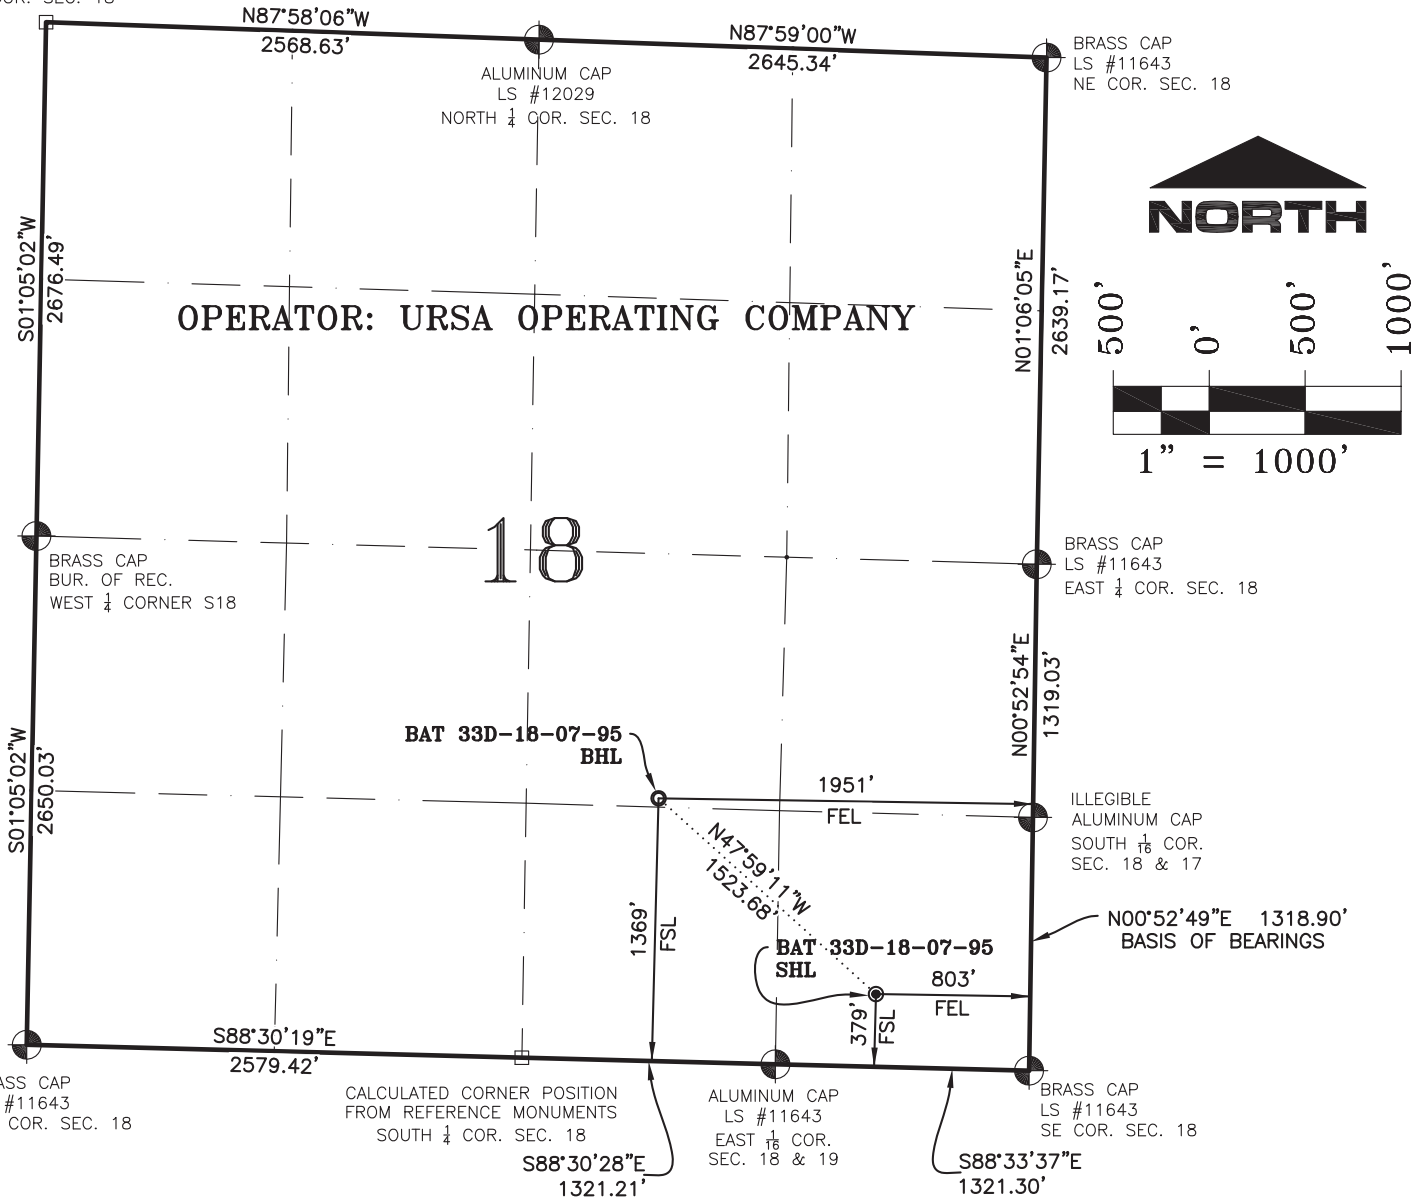 COR. SEC. 18
N87°58'06"W
2568.63'
N87°59'00"W
2645.34'
BRASS CAP
LS #11643
NE COR. SEC. 18
ALUMINUM CAP
LS #12029
NORTH 1/4 COR. SEC. 18
NORTH
S01°05'02"W
2676.49'
OPERATOR: URSA OPERATING COMPANY
N01°06'05"E
2639.17'
500'
0'
500'
1000'
1" = 1000'
18
BRASS CAP
BUR. OF REC.
WEST 1/4 CORNER S18
BRASS CAP
LS #11643
EAST 1/4 COR. SEC. 18
N00°52'54"E
1319.03'
S01°05'02"W
2650.03'
BAT 33D-18-07-95
BHL
1951'
FEL
ILLEGIBLE
ALUMINUM CAP
SOUTH 1/16 COR.
SEC. 18 & 17
N47°59'11"W
1523.68'
1369'
FSL
N00°52'49"E 1318.90'
BASIS OF BEARINGS
BAT 33D-18-07-95
SHL
803'
FEL
379'
FSL
S88°30'19"E
2579.42'
CAP
#11643
COR. SEC. 18
CALCULATED CORNER POSITION
FROM REFERENCE MONUMENTS
SOUTH 1/4 COR. SEC. 18
ALUMINUM CAP
LS #11643
EAST 1/16 COR.
SEC. 18 & 19
BRASS CAP
LS #11643
SE COR. SEC. 18
S88°30'28"E
1321.21'
S88°33'37"E
1321.30'